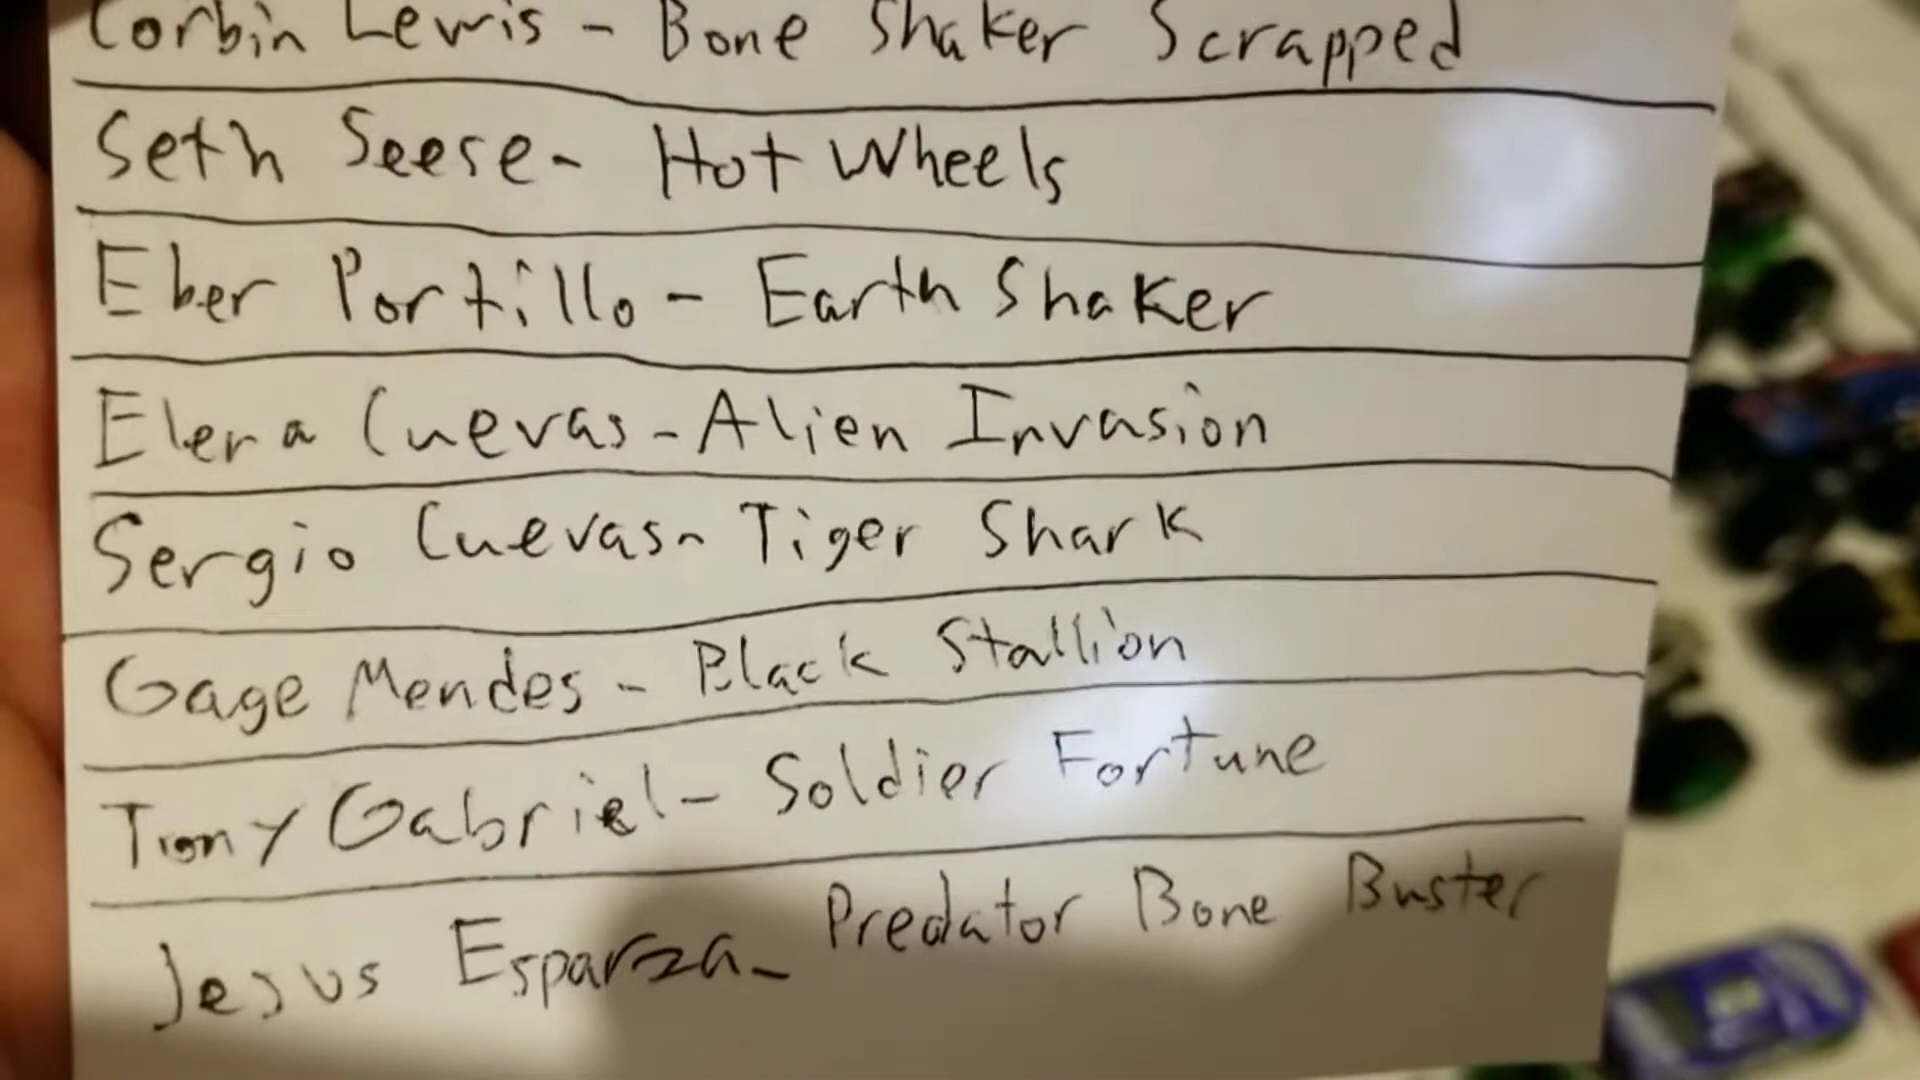 Corbin Lewis - Bone Shaker Scrapped
Seth Seese - Hot Wheels
Eber Portillo - Earth Shaker
Elena Cuevas - Alien Invasion
Sergio Cuevas - Tiger Shark
Gage Mendes - Black Stallion
Tony Gabriel - Soldier Fortune
Jesus Esparza - Predator Bone Buster